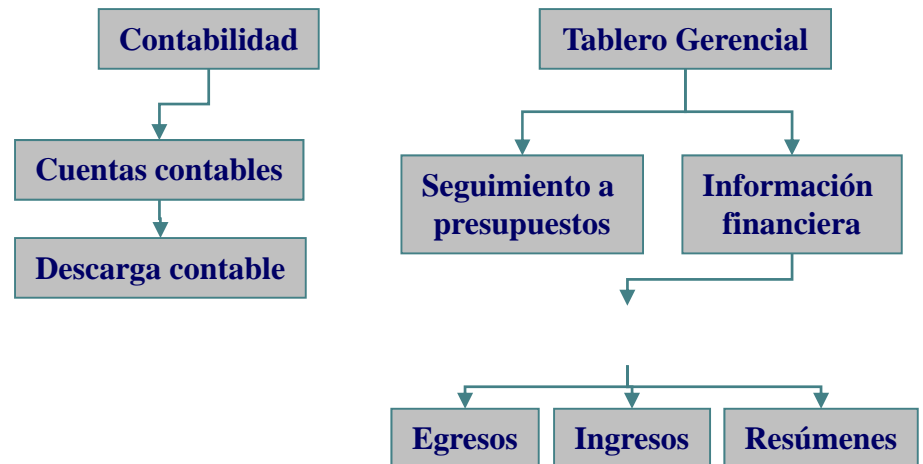 Contabilidad
Tablero Gerencial
Cuentas contables
Seguimiento a
presupuestos
Información
financiera
Descarga contable
Egresos
Ingresos
Resúmenes